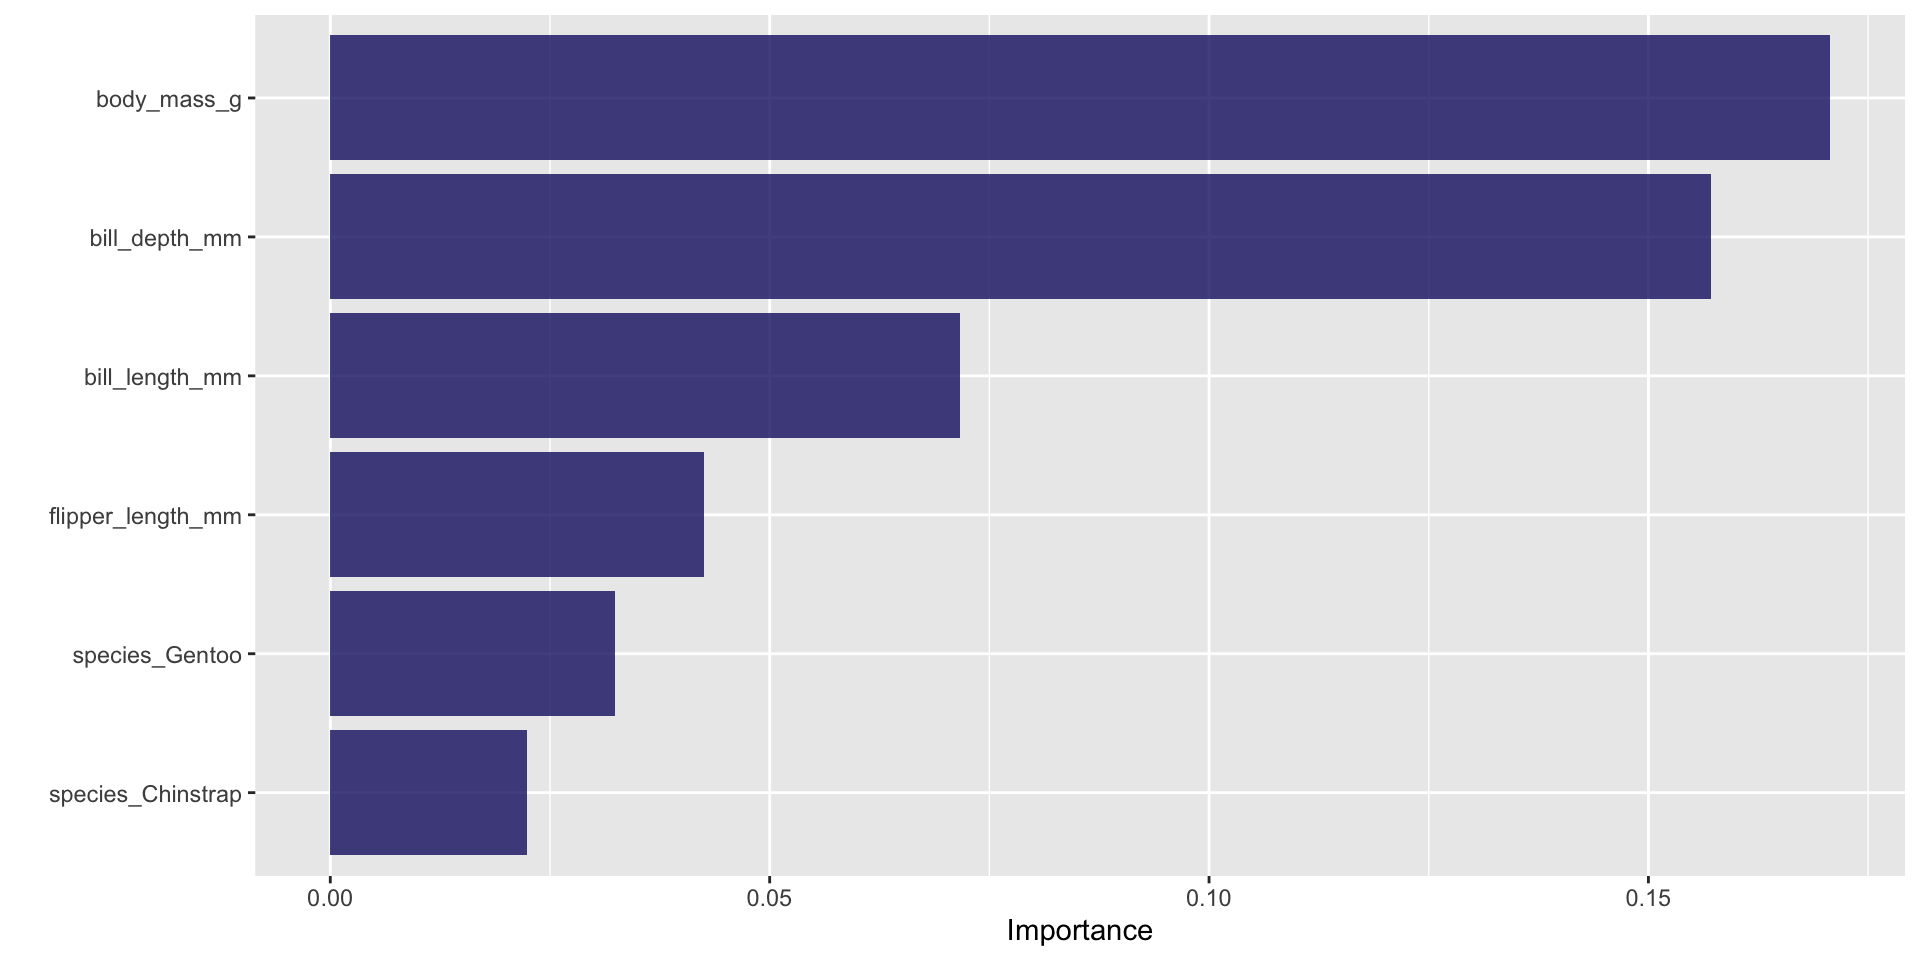 body_mass_g
bill_depth_mm
bill_length_mm
flipper_length_mm
species_Gentoo
species_Chinstrap
0.00 0.05 0.10 0.15
Importance